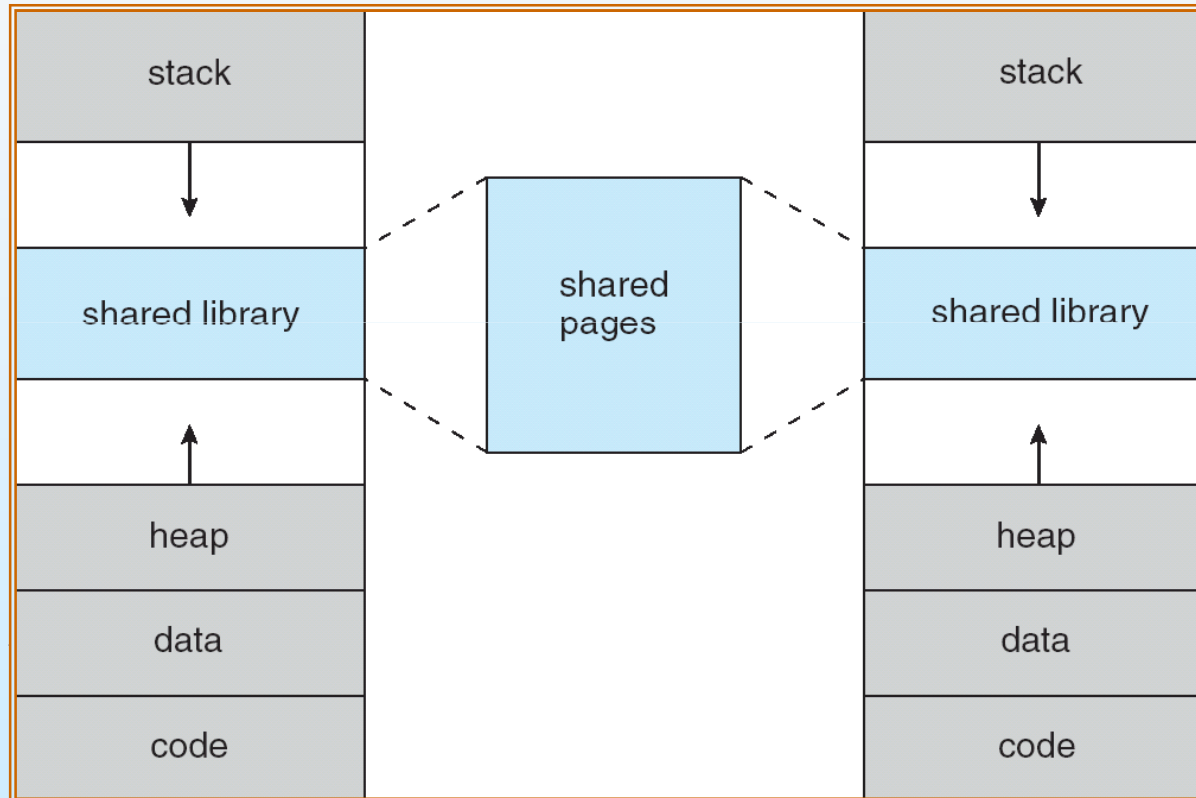 stack
shared library
heap
data
code
shared
pages
stack
shared library
heap
data
code